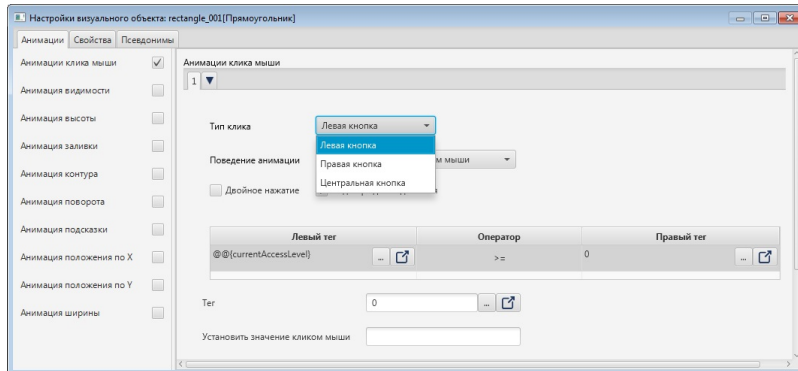 Настройки визуального объекта: rectangle_001[Прямоугольник]
Анимации Свойства Псевдонимы
Анимации клика мыши
Анимация видимости
Анимация высоты
Анимация заливки
Анимация контура
Анимация поворота
Анимация подсказки
Анимация положения по X
Анимация положения по Y
Анимация ширины
Анимации клика мыши
1
Тип клика Левая кнопка
Левая кнопка
Правая кнопка
Центральная кнопка
Поведение анимации м мыши
Двойное нажатие
Левый тег Оператор Правый тег
@@{currentAccessLevel} ... >= 0 ...
Тег 0 ...
Установить значение кликом мыши